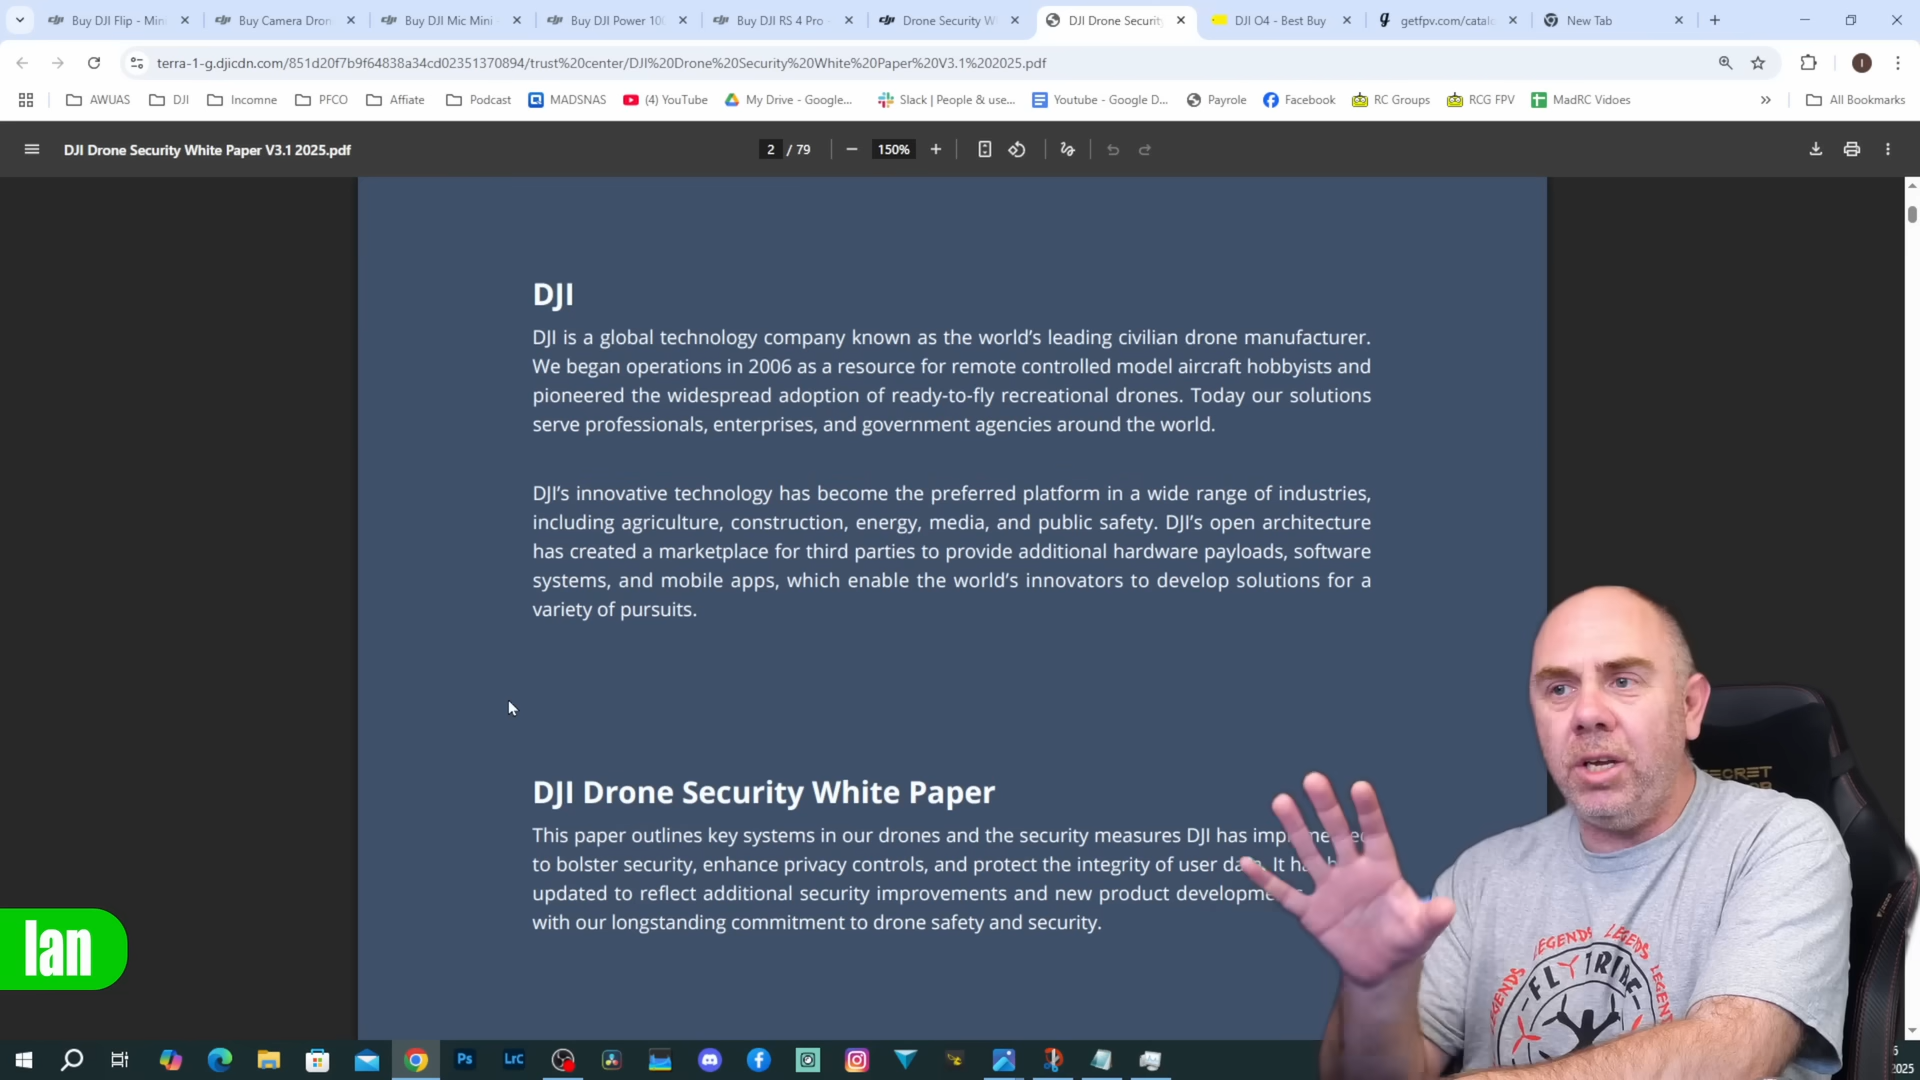 Buy DJI Flip - Min
Buy Camera Dron
Buy DJI Mic Mini -
Buy DJI Power 10
Buy DJI RS 4 Pro -
Drone Security W
DJI Drone Securit
DJI O4 - Best Buy
getfpv.com/catal
New Tab
terra-1-g.djicdn.com/851d20f7b9f64838a34cd02351370894/trust%20center/DJI%20Drone%20Security%20White%20Paper%20V3.1%202025.pdf
AWUAS
DJI
Incomne
PFCO
Affiate
Podcast
MADSNAS
(4) YouTube
My Drive - Google...
Slack | People & use...
Youtube - Google D...
Payrole
Facebook
RC Groups
RCG FPV
MadRC Vidoes
All Bookmarks
DJI Drone Security White Paper V3.1 2025.pdf
2 / 79
150%
DJI
DJI is a global technology company known as the world's leading civilian drone manufacturer.
We began operations in 2006 as a resource for remote controlled model aircraft hobbyists and
pioneered the widespread adoption of ready-to-fly recreational drones. Today our solutions
serve professionals, enterprises, and government agencies around the world.
DJI's innovative technology has become the preferred platform in a wide range of industries,
including agriculture, construction, energy, media, and public safety. DJI's open architecture
has created a marketplace for third parties to provide additional hardware payloads, software
systems, and mobile apps, which enable the world's innovators to develop solutions for a
variety of pursuits.
DJI Drone Security White Paper
This paper outlines key systems in our drones and the security measures DJI has
to bolster security, enhance privacy controls, and protect the integrity of user It
updated to reflect additional security improvements and new product
with our longstanding commitment to drone safety and security.
Ian
LEGENDS LEGENDS LEGENDS
FLYTRIBE
Ps
LrC
2025